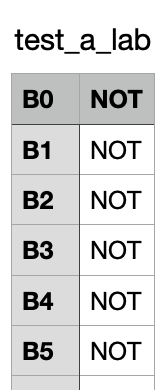 test_a_lab
B0 NOT
B1 NOT
B2 NOT
B3 NOT
B4 NOT
B5 NOT